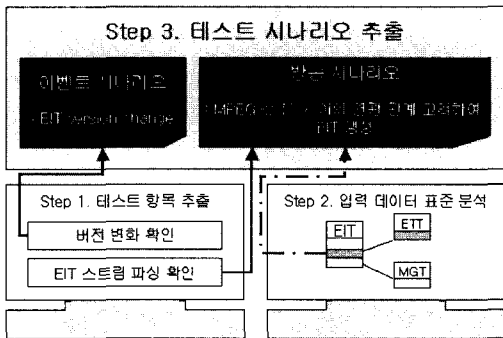 Step 3. 테스트 시나리오 추출
이벤트 시나리오
- EIT version change
방송 시나리오
EIT 생성
Step 1. 테스트 항목 추출
버전 변화 확인
EIT 스트림 파싱 확인
Step 2. 입력 데이터 표준 분석
EIT
ETT
MGT